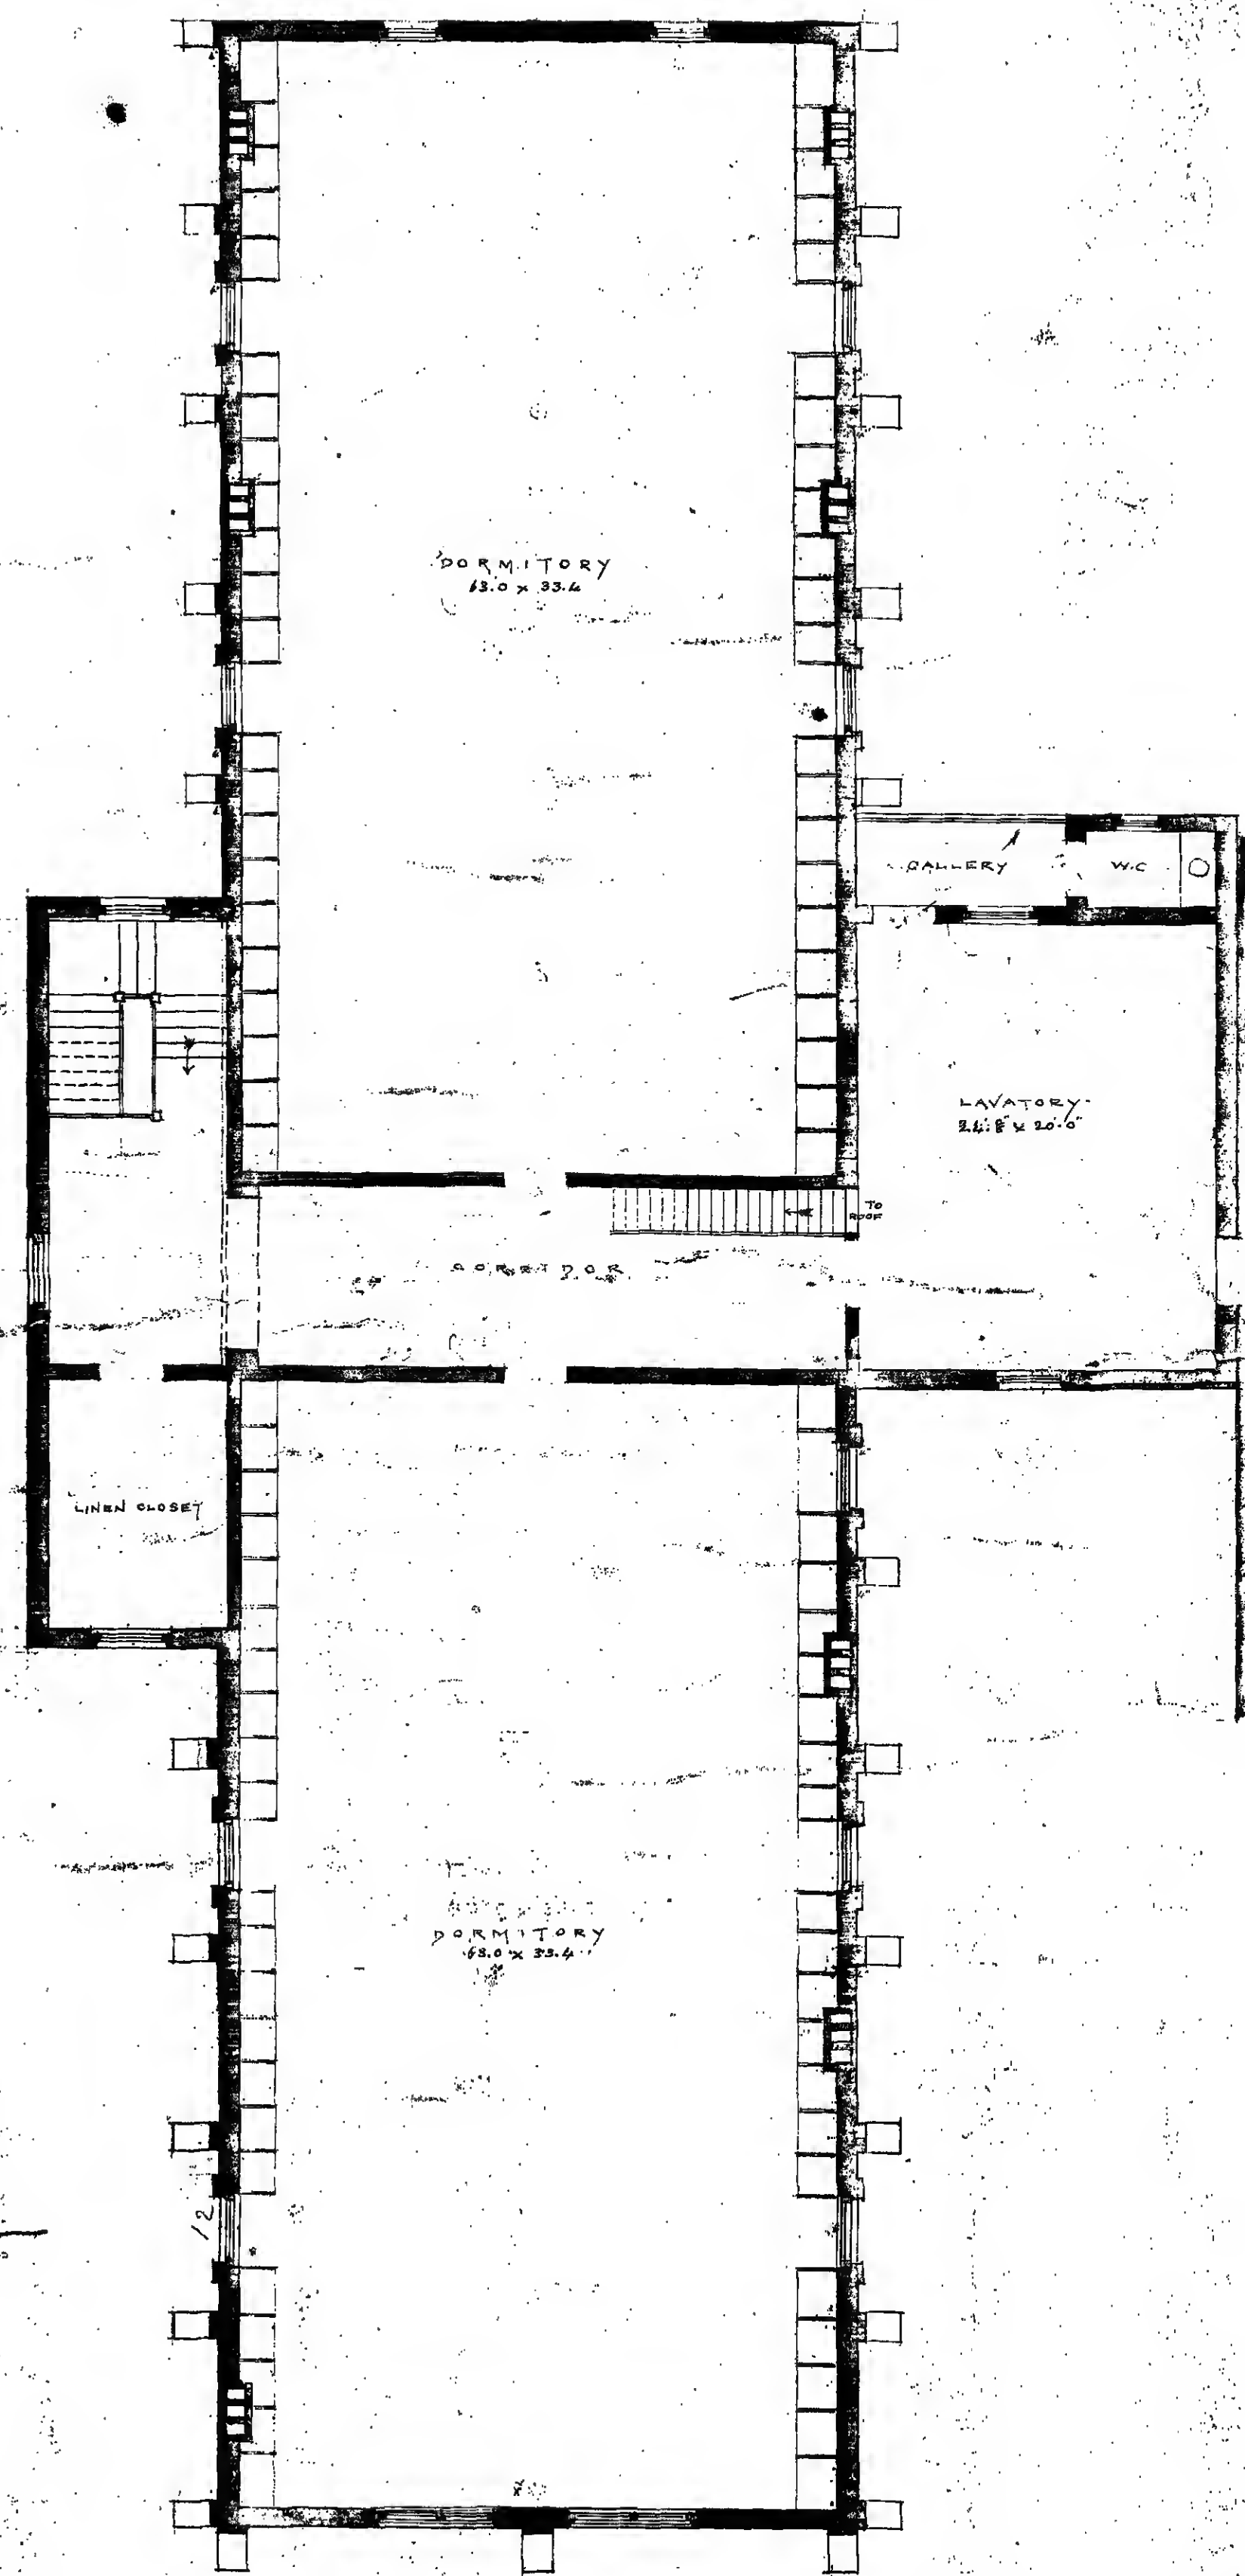 DORMITORY
63.0 x 33.4
GALLERY
W.C
LAVATORY
24.8" x 20'.0"
TO
ROOF
CORRIDOR
LINEN CLOSET
DORMITORY
63.0 x 33.4
12